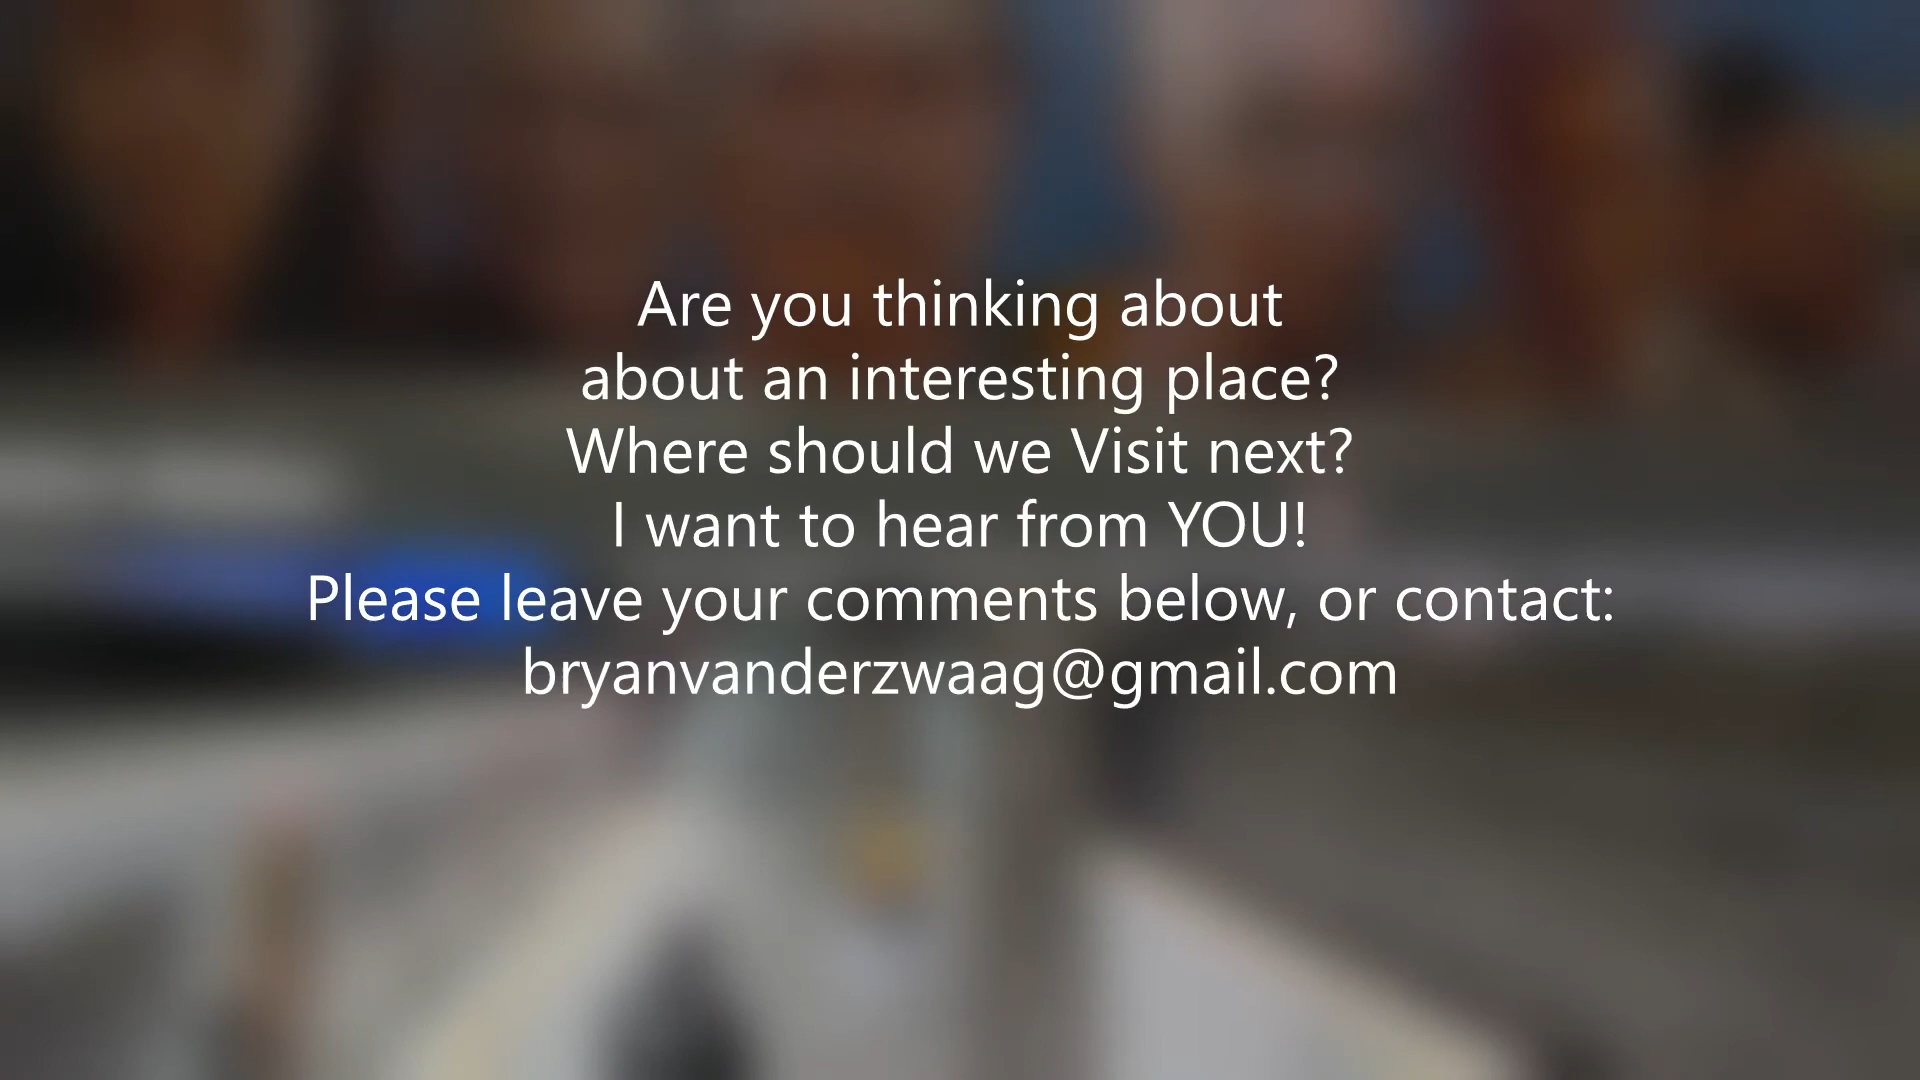 Are you thinking about
about an interesting place?
Where should we Visit next?
I want to hear from YOU!
Please leave your comments below, or contact:
bryanvanderzwaag@gmail.com